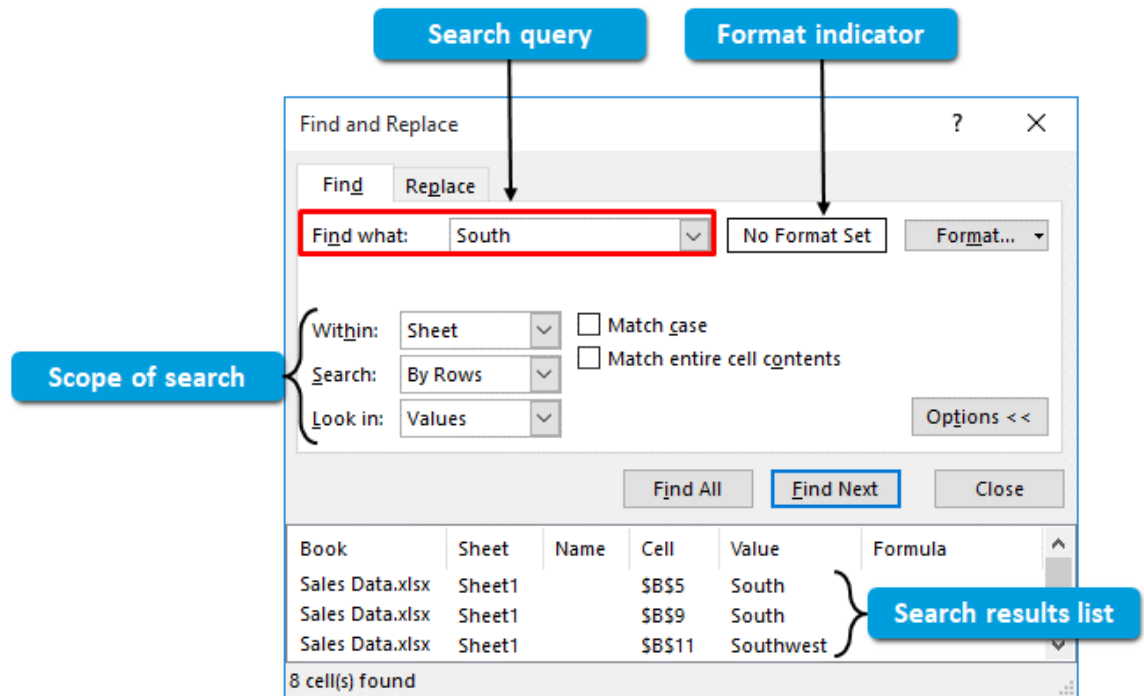 Search query Format indicator
Find and Replace ? ×
Find Replace
Find what: South No Format Set Format...
Within: Sheet Match case
Match entire cell contents
Scope of search
Search: By Rows
Look in: Values Options <<
Find All Find Next Close
Book Sheet Name Cell Value Formula
Sales Data.xlsx Sheet1 $B$5 South
Sales Data.xlsx Sheet1 $B$9 South
Search results list
Sales Data.xlsx Sheet1 $B$11 Southwest
8 cell(s) found